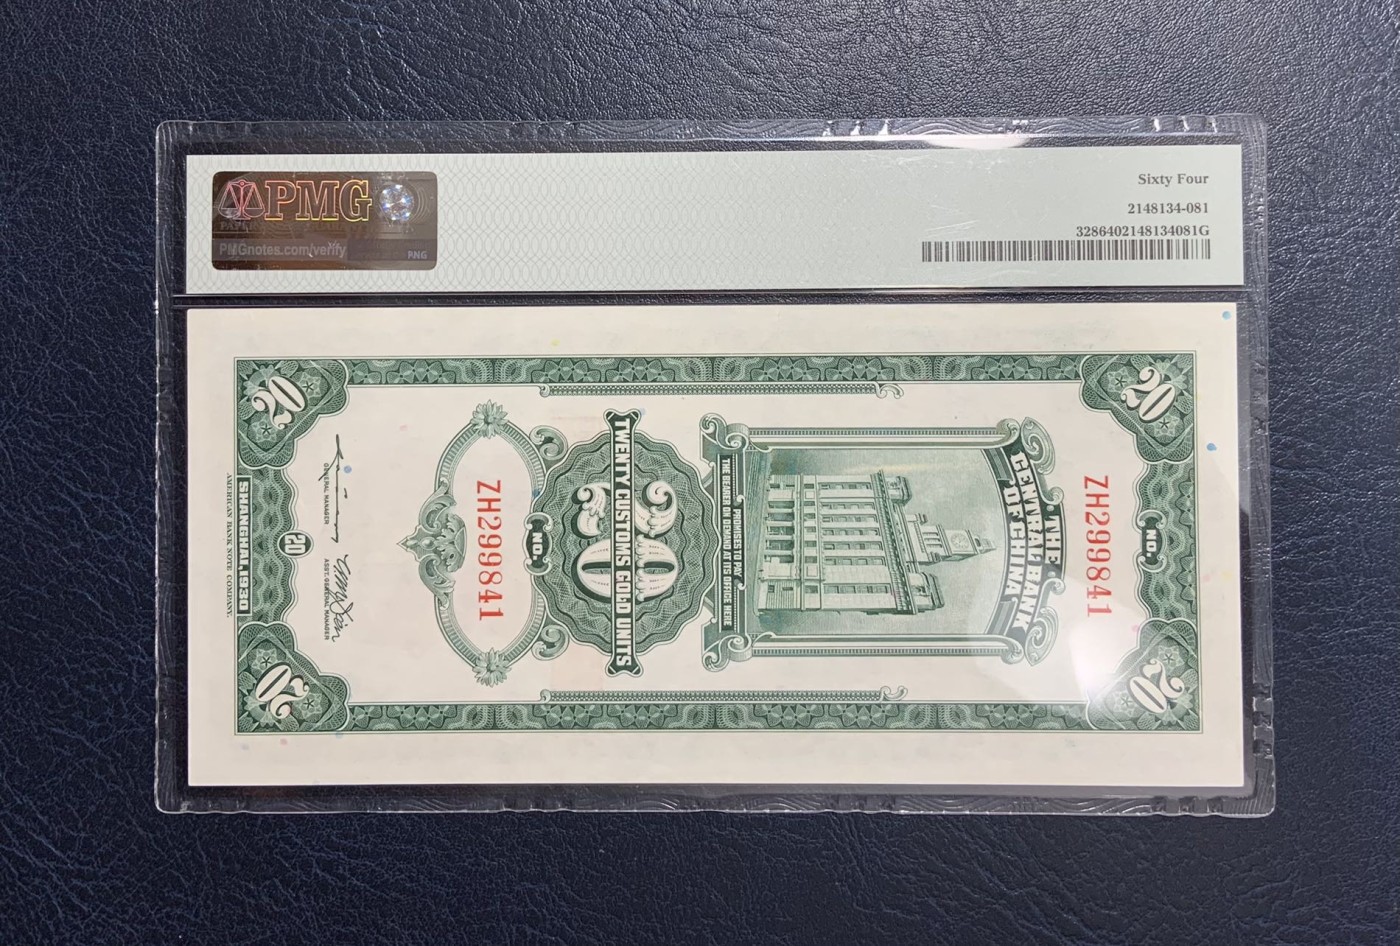 PMG
PMGnotes.com/verify
PNG
Sixty Four
2148134-081
3286402148134081G
20
20
ZH299841
NO.
THE
CENTRAL BANK
OF CHINA
PROMISES TO PAY
THE BEARER ON DEMAND AT ITS OFFICE HERE
20
TWENTY CUSTOMS GOLD UNITS
NO.
ZH299841
GENERAL MANAGER
ASST. GENERAL MANAGER
20
20
20
SHANGHAI, 1930
AMERICAN BANK NOTE COMPANY.